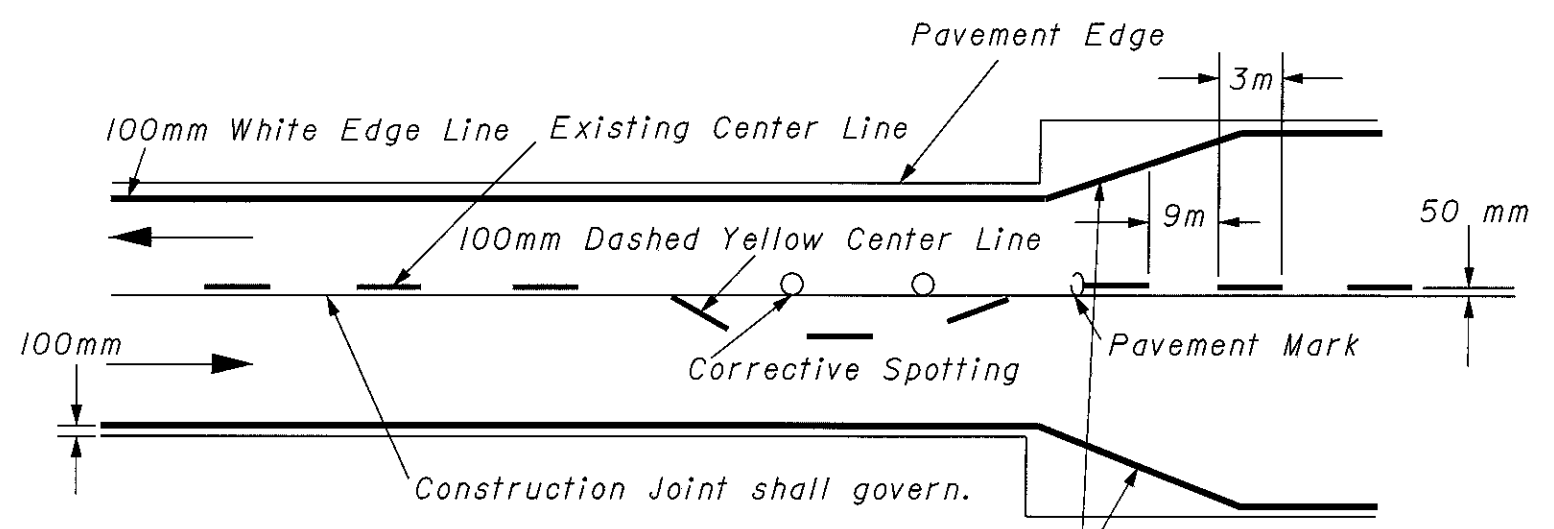 Pavement Edge
3m
100mm White Edge Line
Existing Center Line
9m
50 mm
100mm Dashed Yellow Center Line
100mm
Corrective Spotting
Pavement Mark
Construction Joint shall govern.